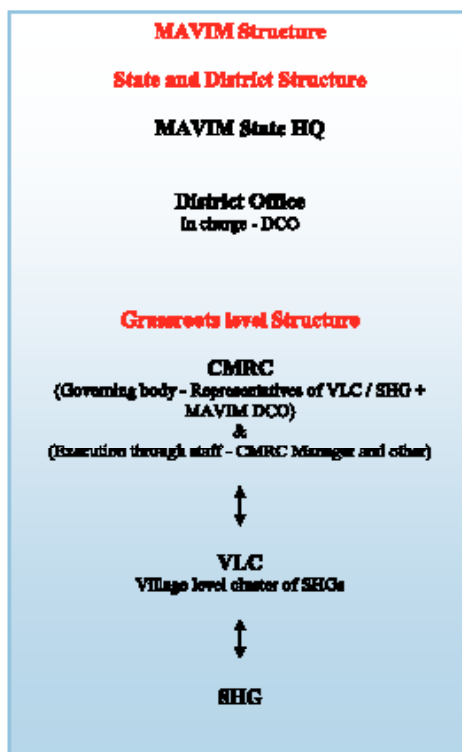 MAVIM Structure
State and District Structure
MAVIM State HQ
District Office
In charge - DCO
Grassroots level Structure
CMRC
(Governing body - Representatives of VLC / SHG +
MAVIM DCO)
&
(Execution through staff - CMRC Manager and other)
VLC
Village level cluster of SHGs
SHG